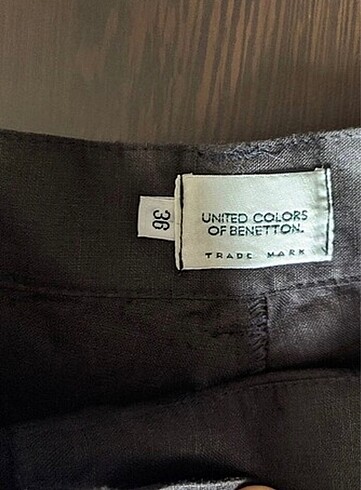 36
UNITED COLORS
OF BENETTON.
TRADE MARK